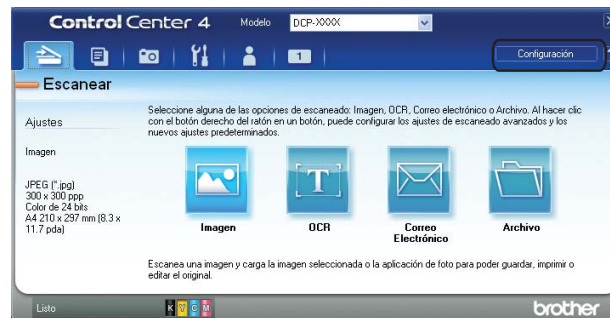 Control Center 4 Modelo DCP-XXXX
1 Configuración
Escanear
Ajustes
Imagen
JPEG (*.jpg)
300 x 300 ppp
Color de 24 bits
A4 210 x 297 mm (8.3 x
11.7 pda)
Seleccione alguna de las opciones de escaneado: Imagen, OCR, Correo electrónico o Archivo. Al hacer clic
con el botón derecho del ratón en un botón, puede configurar los ajustes de escaneado avanzados y los
nuevos ajustes predeterminados.
T
Imagen OCR Correo Archivo
Electrónico
Escanea una imagen y carga la imagen seleccionada o la aplicación de foto para poder guardar, imprimir o
editar el original.
Listo K Y C M brother